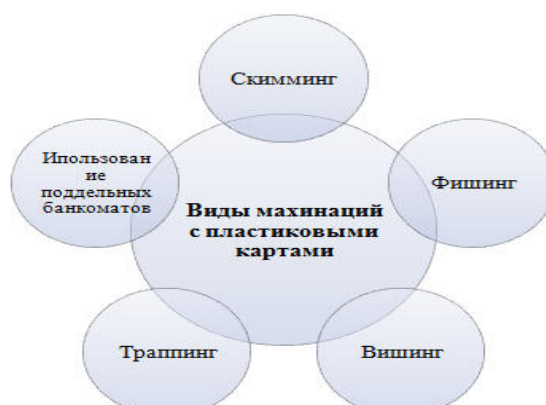 Скимминг
Ипользован
ие
поддельных
банкоматов
Фишинг
Виды махинаций
с пластиковыми
картами
Траппинг
Вишинг